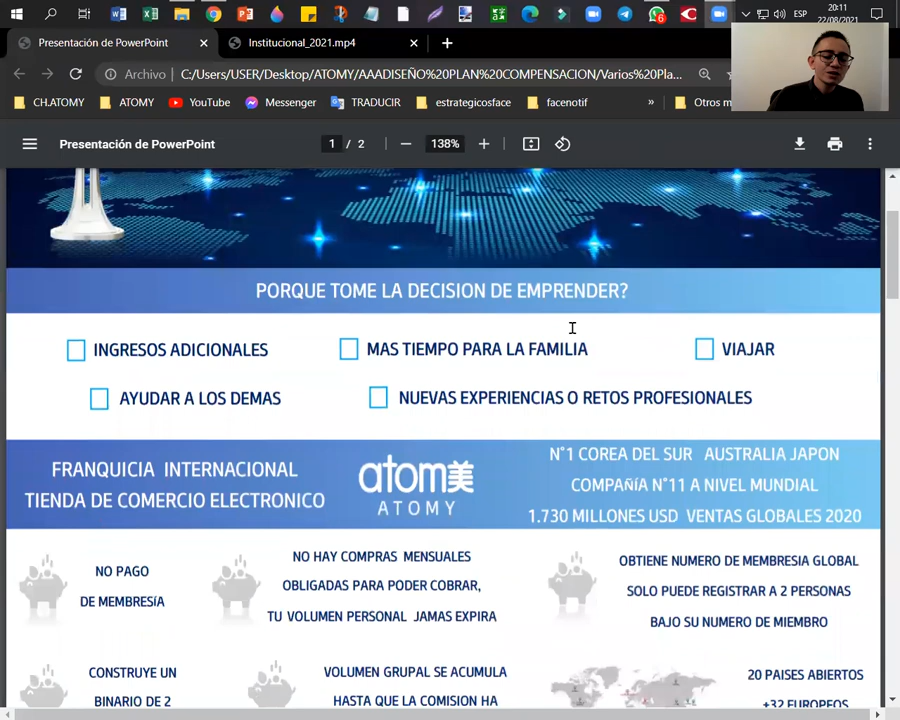 20:11
ESP
22/08/2021
6
Presentación de PowerPoint
Institucional_2021.mp4
Archivo
C:/Users/USER/Desktop/ATOMY/AAADISEÑO%20PLAN%20COMPENSACION/Varios%20Pla...
CH.ATOMY
ATOMY
YouTube
Messenger
TRADUCIR
estrategicosface
facenotif
»
Otros m
Presentación de PowerPoint
1 / 2
138%
PORQUE TOME LA DECISION DE EMPRENDER?
INGRESOS ADICIONALES
MAS TIEMPO PARA LA FAMILIA
VIAJAR
AYUDAR A LOS DEMAS
NUEVAS EXPERIENCIAS O RETOS PROFESIONALES
FRANQUICIA INTERNACIONAL
TIENDA DE COMERCIO ELECTRONICO
atom美
ATOMY
N°1 COREA DEL SUR AUSTRALIA JAPON
COMPAÑÍA N°11 A NIVEL MUNDIAL
1.730 MILLONES USD VENTAS GLOBALES 2020
NO PAGO
DE MEMBRESÍA
NO HAY COMPRAS MENSUALES
OBLIGADAS PARA PODER COBRAR,
TU VOLUMEN PERSONAL JAMAS EXPIRA
OBTIENE NUMERO DE MEMBRESIA GLOBAL
SOLO PUEDE REGISTRAR A 2 PERSONAS
BAJO SU NUMERO DE MIEMBRO
CONSTRUYE UN
BINARIO DE 2
VOLUMEN GRUPAL SE ACUMULA
HASTA QUE LA COMISION HA
20 PAISES ABIERTOS
+32 EUROPEOS